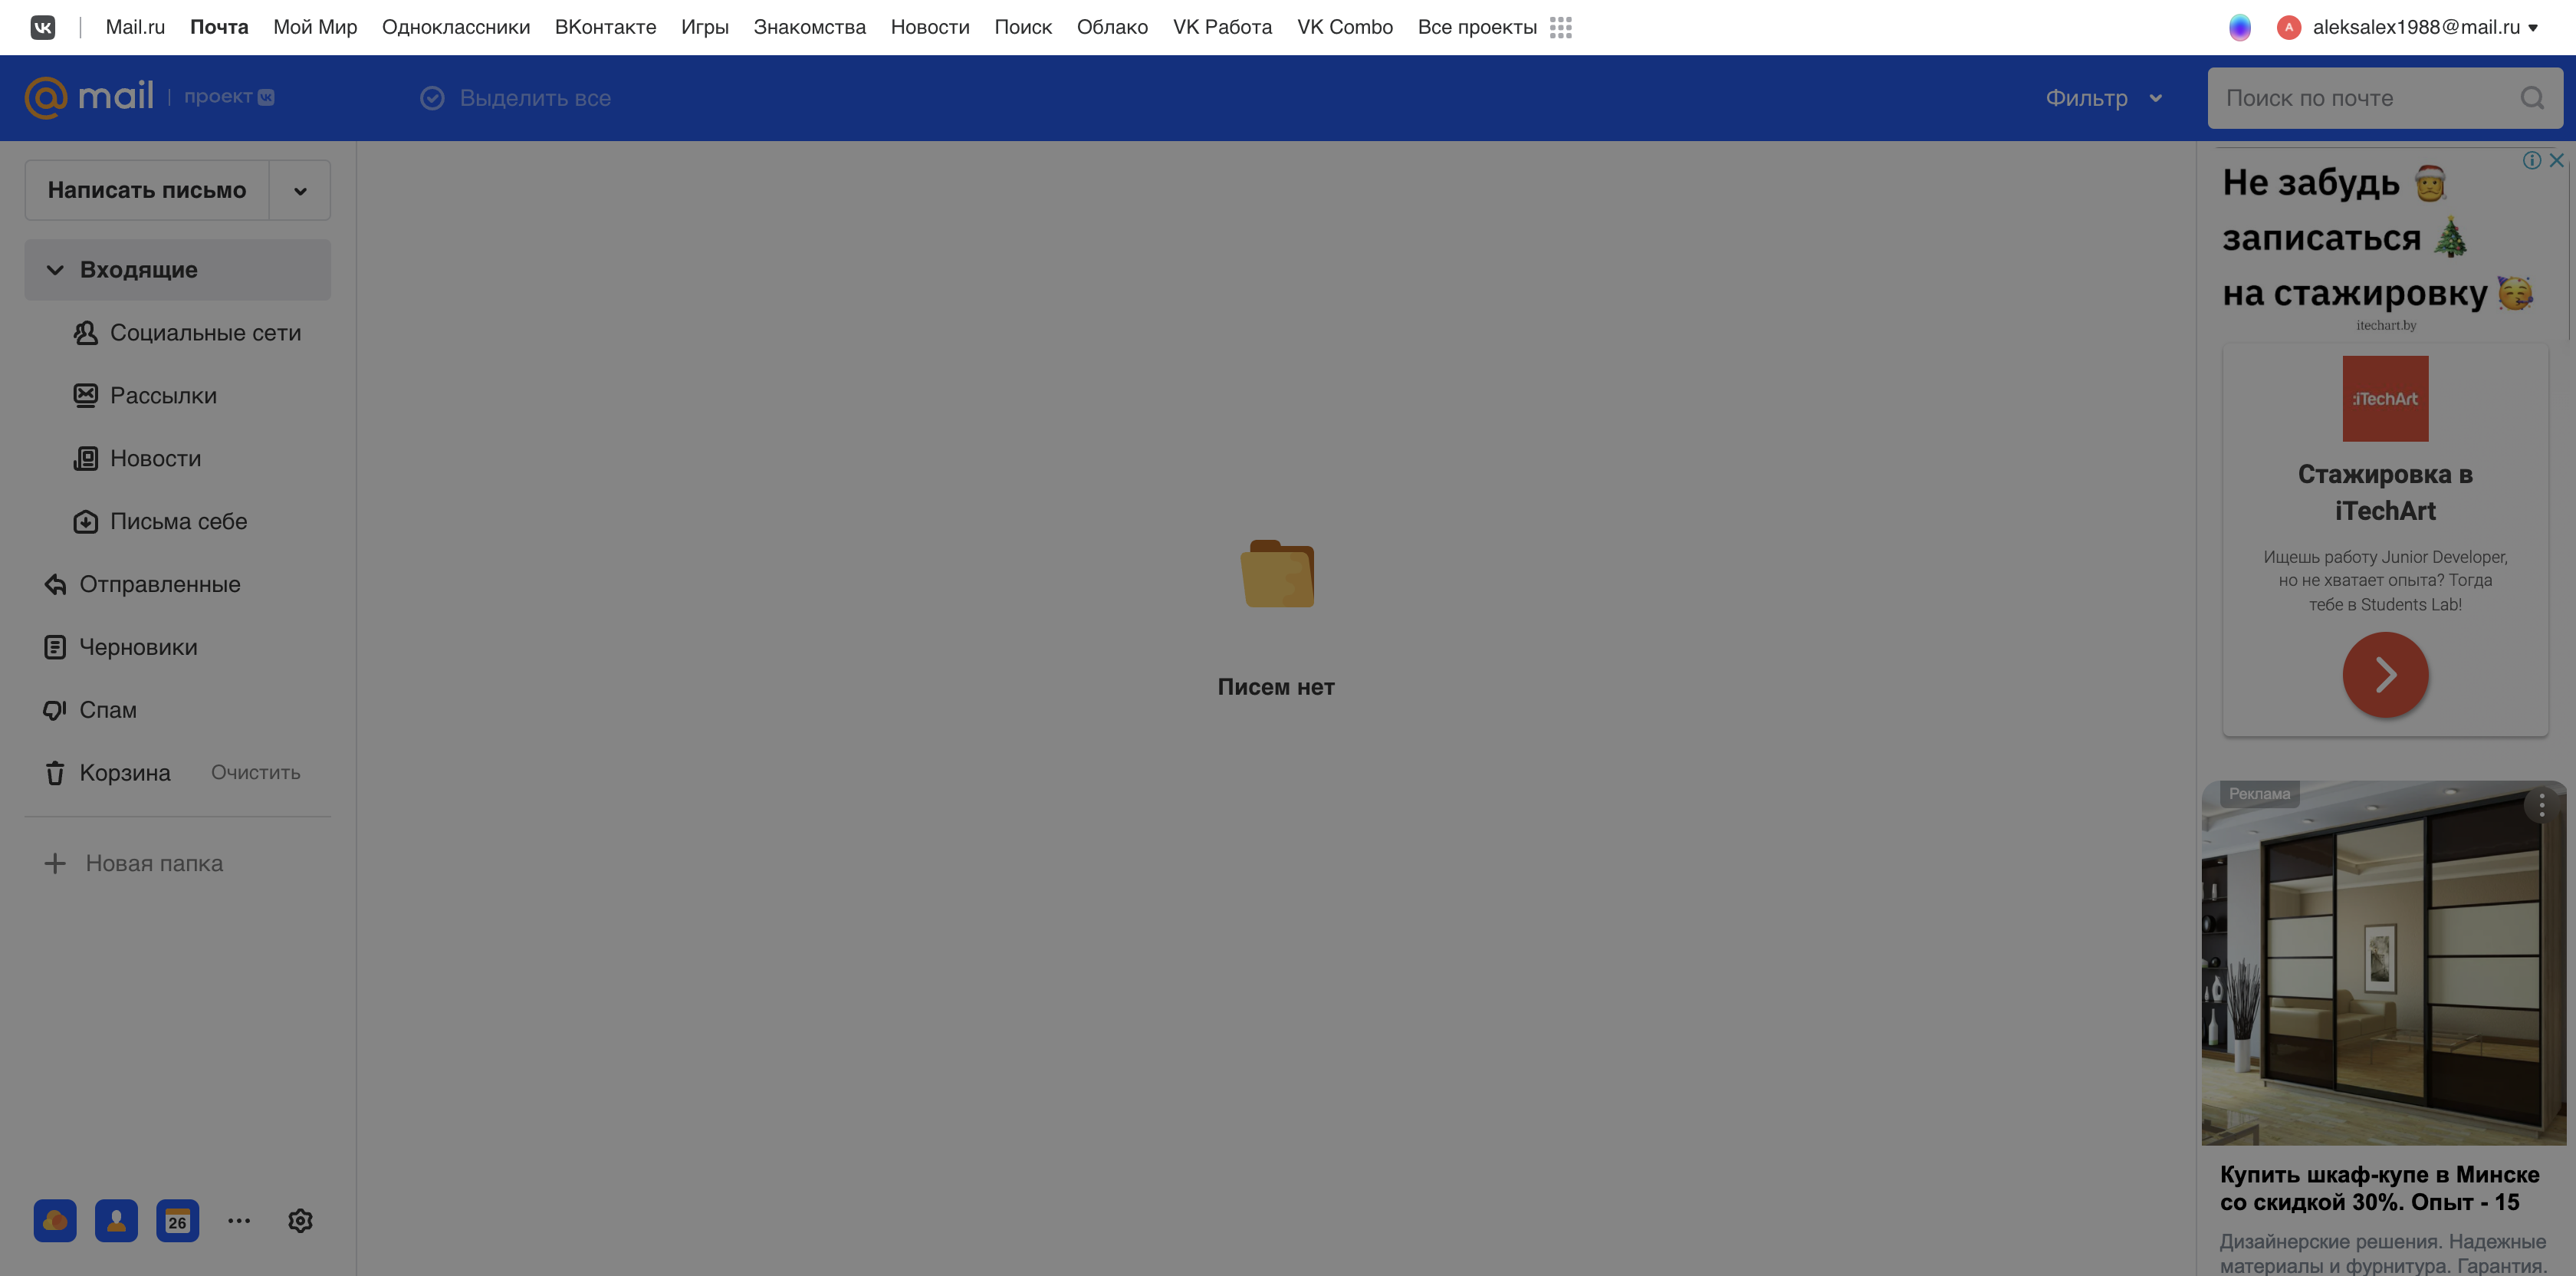 Mail.ru Почта Мой Мир Одноклассники ВКонтакте Игры Знакомства Новости Поиск Облако VK Работа VK Combo Все проекты A aleksalex1988@mail.ru
@mail проект Выделить все Фильтр Поиск по почте
Написать письмо
Входящие
Социальные сети
Рассылки
Новости
Письма себе
Отправленные
Черновики
Спам
Корзина Очистить
Новая папка
26
Писем нет
Не забудь
записаться
на стажировку
itechart.by
:iTechArt
Стажировка в
iTechArt
Ищешь работу Junior Developer,
но не хватает опыта? Тогда
тебе в Students Lab!
Реклама
Купить шкаф-купе в Минске
со скидкой 30%. Опыт - 15
Дизайнерские решения. Надежные
материалы и фурнитура. Гарантия.